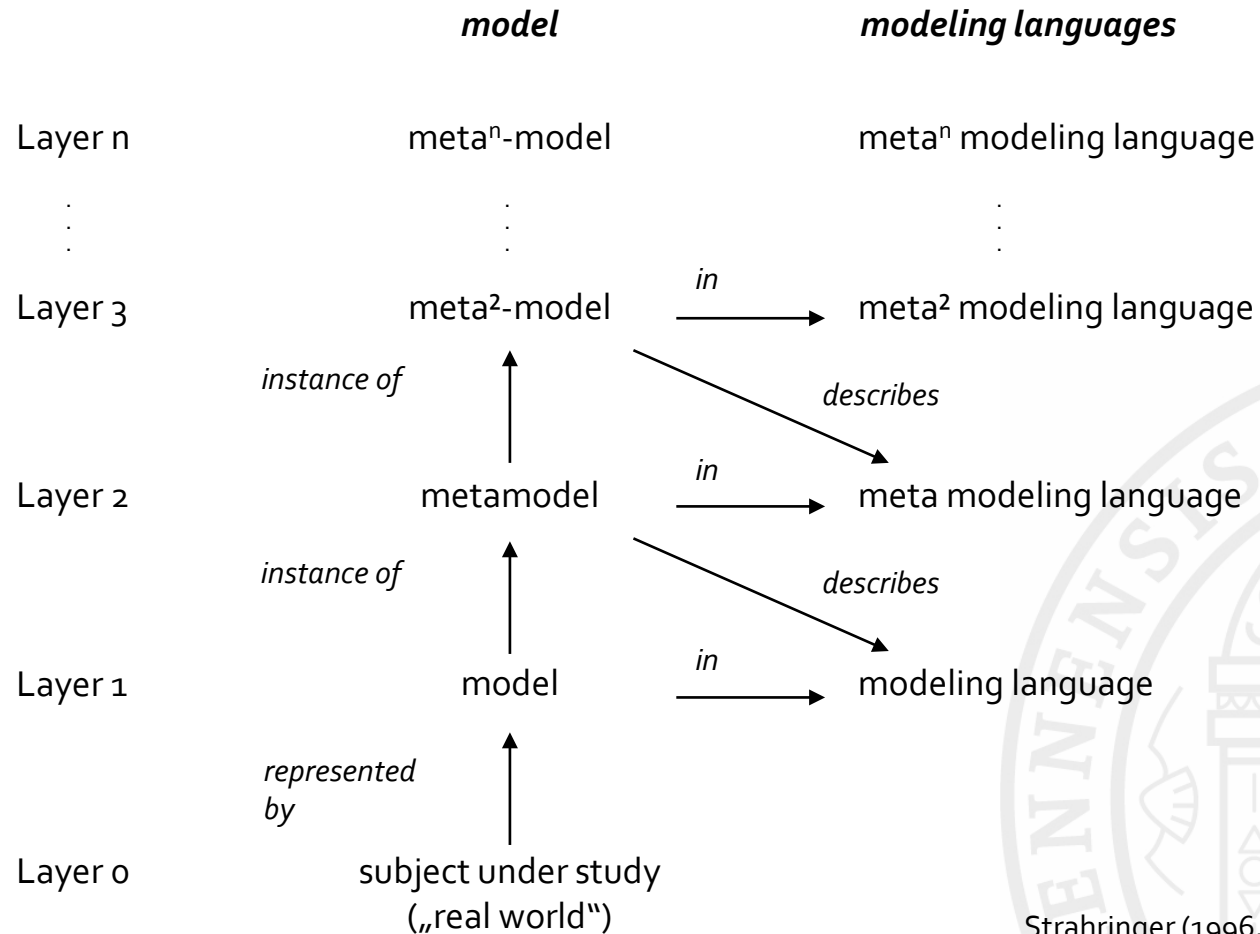 model modeling languages
Layer n metaⁿ-model metaⁿ modeling language
. . .
. . .
. . .
in
Layer 3 meta²-model meta² modeling language
instance of
describes
in
Layer 2 metamodel meta modeling language
instance of
describes
in
Layer 1 model modeling language
represented
by
Layer 0 subject under study
(„real world“)
Strahringer (1996,
ENNENSIS